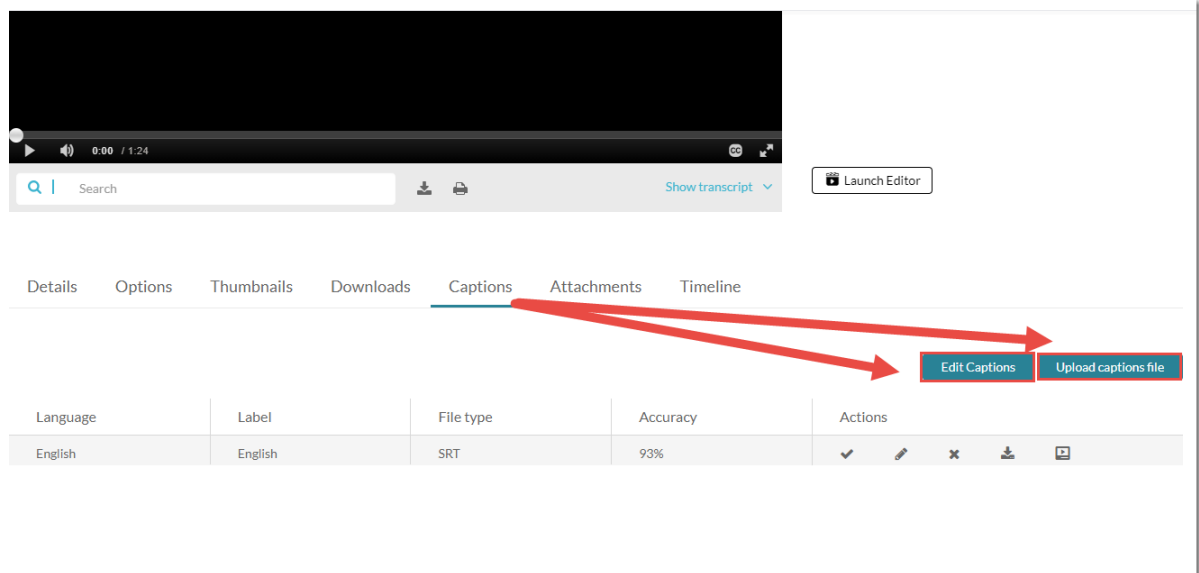 0:00 / 1:24
CC
Search
Show transcript
Launch Editor
Details Options Thumbnails Downloads Captions Attachments Timeline
Edit Captions Upload captions file
Language Label File type Accuracy Actions
English English SRT 93%